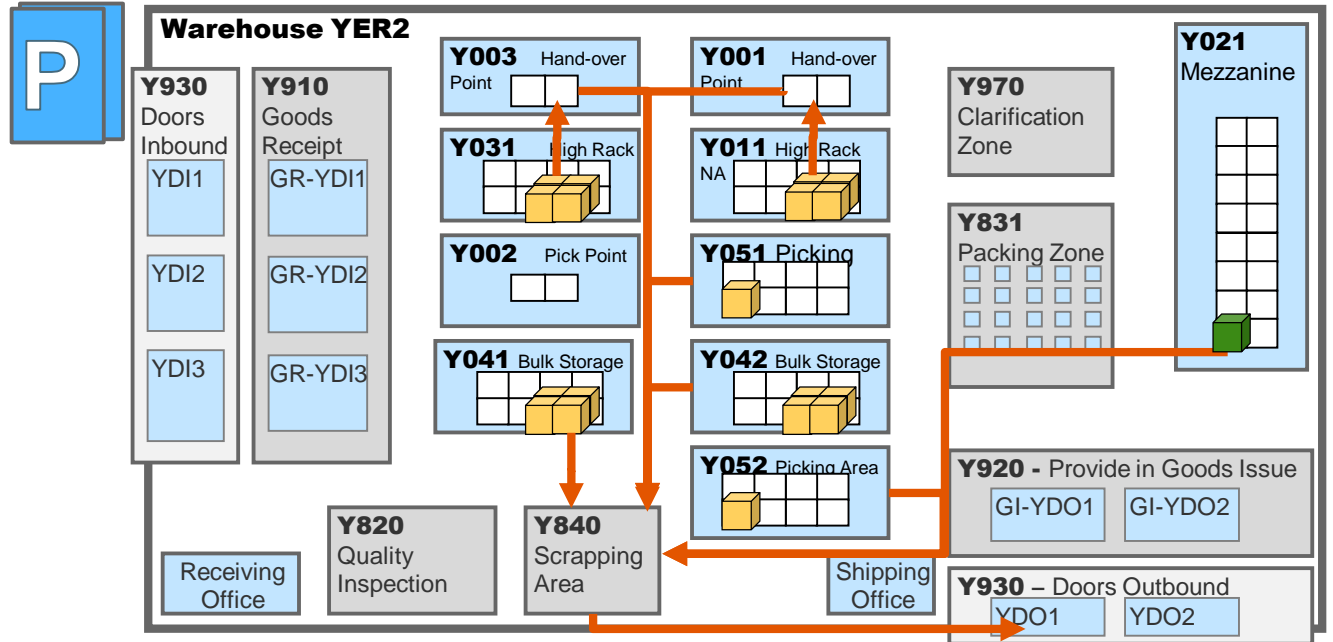 P
Warehouse YER2
Y930
Doors
Inbound
YDI1
YDI2
YDI3
Y910
Goods
Receipt
GR-YDI1
GR-YDI2
GR-YDI3
Y003 Hand-over
Point
Y031 High Rack
Y002 Pick Point
Y041 Bulk Storage
Y001 Hand-over
Point
Y011 High Rack
NA
Y051 Picking
Y042 Bulk Storage
Y052 Picking Area
Y970
Clarification
Zone
Y831
Packing Zone
Y021
Mezzanine
Y920 - Provide in Goods Issue
GI-YDO1 GI-YDO2
Y930 – Doors Outbound
YDO1 YDO2
Receiving
Office
Y820
Quality
Inspection
Y840
Scrapping
Area
Shipping
Office